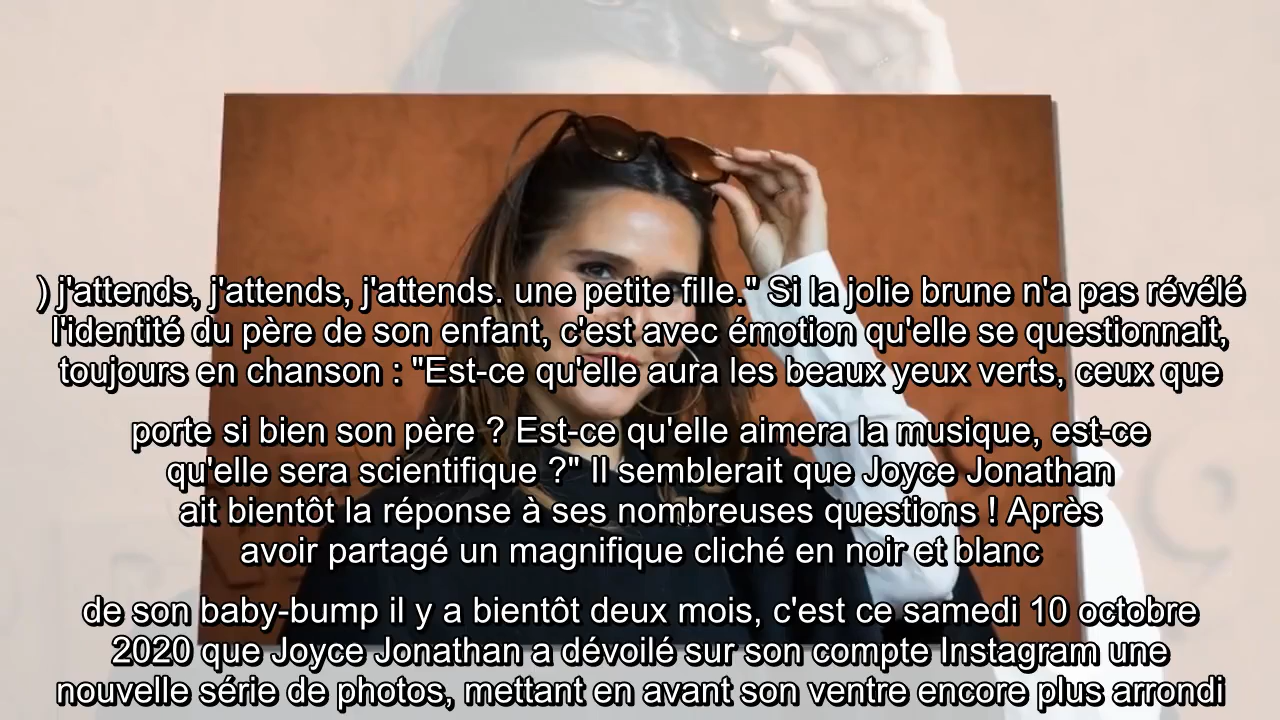 ) j'attends, j'attends, j'attends. une petite fille." Si la jolie brune n'a pas révélé
l'identité du père de son enfant, c'est avec émotion qu'elle se questionnait,
toujours en chanson : "Est-ce qu'elle aura les beaux yeux verts, ceux que
porte si bien son père ? Est-ce qu'elle aimera la musique, est-ce
qu'elle sera scientifique ?" Il semblerait que Joyce Jonathan
ait bientôt la réponse à ses nombreuses questions ! Après
avoir partagé un magnifique cliché en noir et blanc
de son baby-bump il y a bientôt deux mois, c'est ce samedi 10 octobre
2020 que Joyce Jonathan a dévoilé sur son compte Instagram une
nouvelle série de photos, mettant en avant son ventre encore plus arrondi